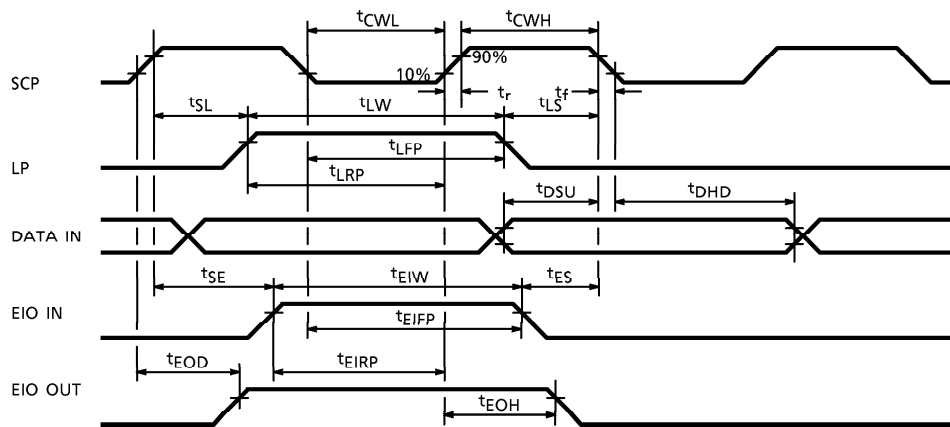 tCWL tCWH
SCP 10% 90%
tr tf
tSL tLW tLS
LP tLFP
tLRP
tDSU tDHD
DATA IN
tSE tEIW tES
EIO IN tEIFP
tEOD tEIRP
EIO OUT tEOH